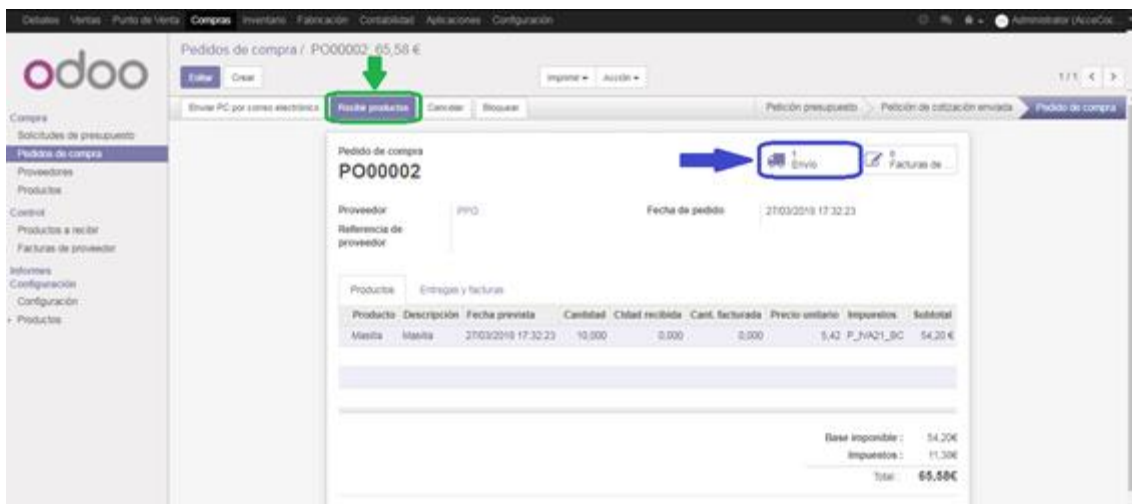 Debates Ventas Punto de Venta Compras Inventario Fabricación Contabilidad Aplicaciones Configuración
Administrator
odoo
Pedidos de compra / PO00002 65,58 €
Editar Crear Imprimir Acción 1 / 1
Enviar PC por correo electrónico Recibir productos Cancelar Bloquear Petición presupuesto Petición de cotización enviada Pedido de compra
Compra
Solicitudes de presupuesto
Pedidos de compra
Proveedores
Productos
Control
Productos a recibir
Facturas de proveedor
Informes
Configuración
Configuración
Productos
Pedido de compra
PO00002
1 Envío
0 Facturas de ...
Proveedor PPO Fecha de pedido 27/03/2018 17:32:23
Referencia de proveedor
Productos Entregas y facturas
Producto Descripción Fecha prevista Cantidad Ctdad recibida Cant. facturada Precio unitario Impuestos Subtotal
Masilla Masilla 27/03/2018 17:32:23 10,000 0,000 0,000 5,42 P_IVA21_BC 54,20 €
Base imponible : 54,20€
Impuestos : 11,38€
Total : 65,58€